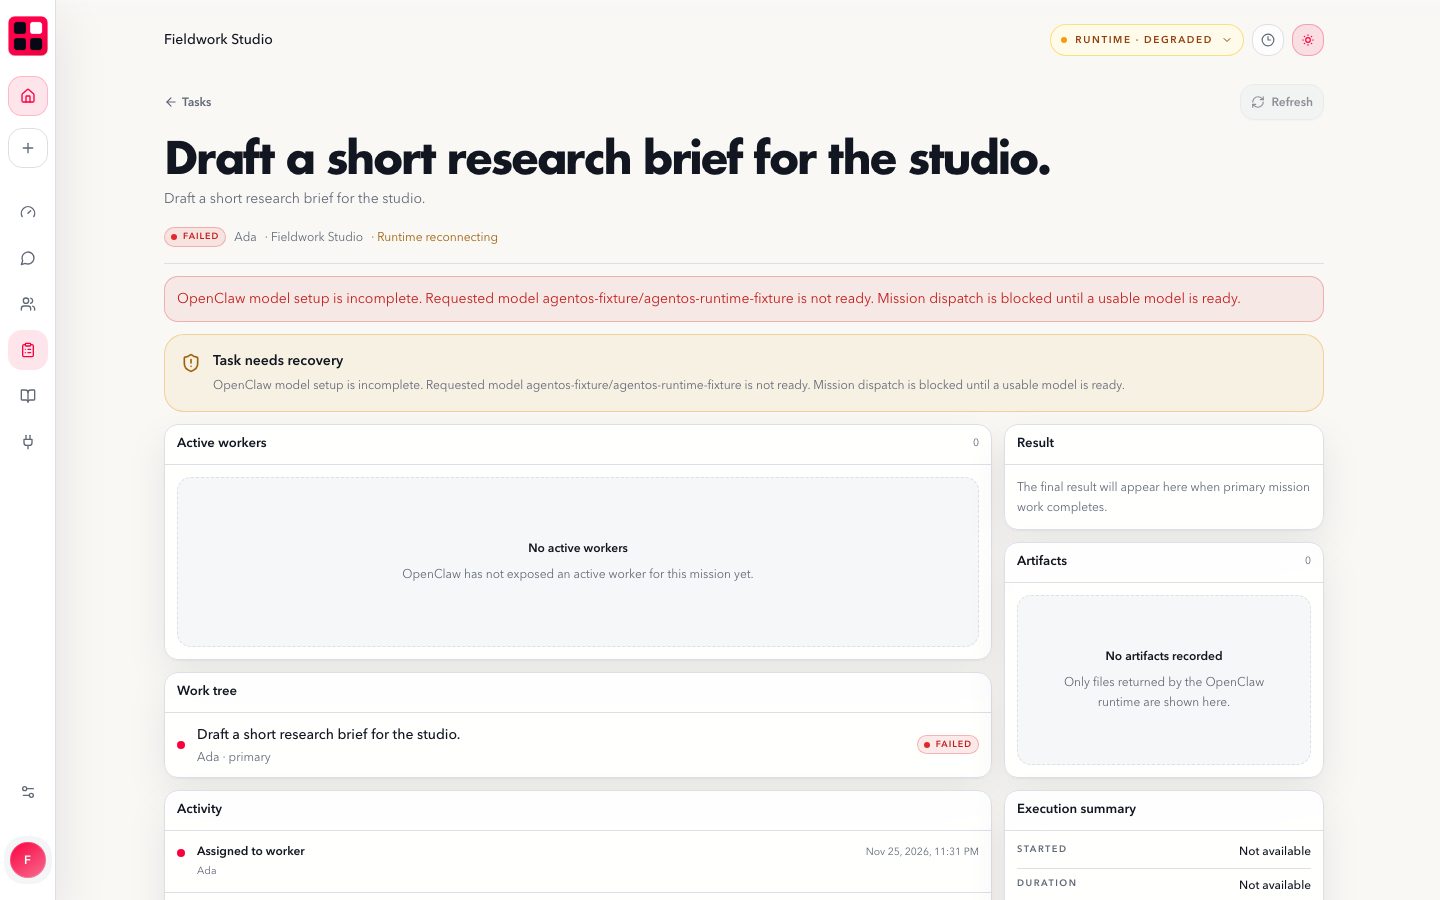 Fieldwork Studio
RUNTIME · DEGRADED
Tasks
Refresh
Draft a short research brief for the studio.
Draft a short research brief for the studio.
FAILED Ada · Fieldwork Studio · Runtime reconnecting
OpenClaw model setup is incomplete. Requested model agentos-fixture/agentos-runtime-fixture is not ready. Mission dispatch is blocked until a usable model is ready.
Task needs recovery
OpenClaw model setup is incomplete. Requested model agentos-fixture/agentos-runtime-fixture is not ready. Mission dispatch is blocked until a usable model is ready.
Active workers 0
No active workers
OpenClaw has not exposed an active worker for this mission yet.
Result
The final result will appear here when primary mission
work completes.
Artifacts 0
No artifacts recorded
Only files returned by the OpenClaw
runtime are shown here.
Work tree
Draft a short research brief for the studio.
Ada · primary
FAILED
Activity
Assigned to worker Nov 25, 2026, 11:31 PM
Ada
Execution summary
STARTED Not available
DURATION Not available
F